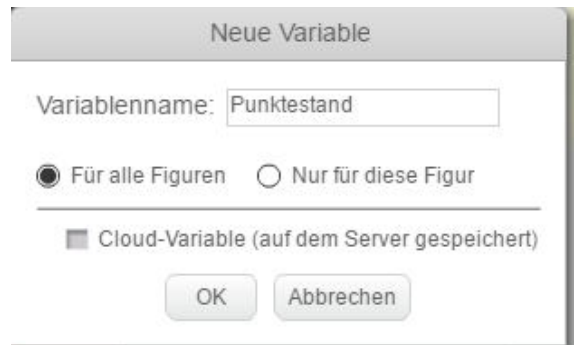 Neue Variable
Variablenname: Punktestand
Für alle Figuren Nur für diese Figur
Cloud-Variable (auf dem Server gespeichert)
OK Abbrechen